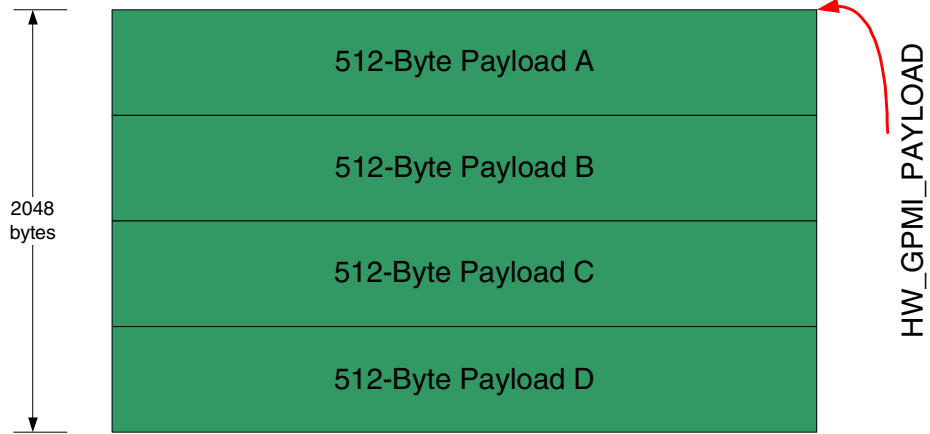 512-Byte Payload A
512-Byte Payload B
2048
bytes
512-Byte Payload C
512-Byte Payload D
HW_GPMI_PAYLOAD